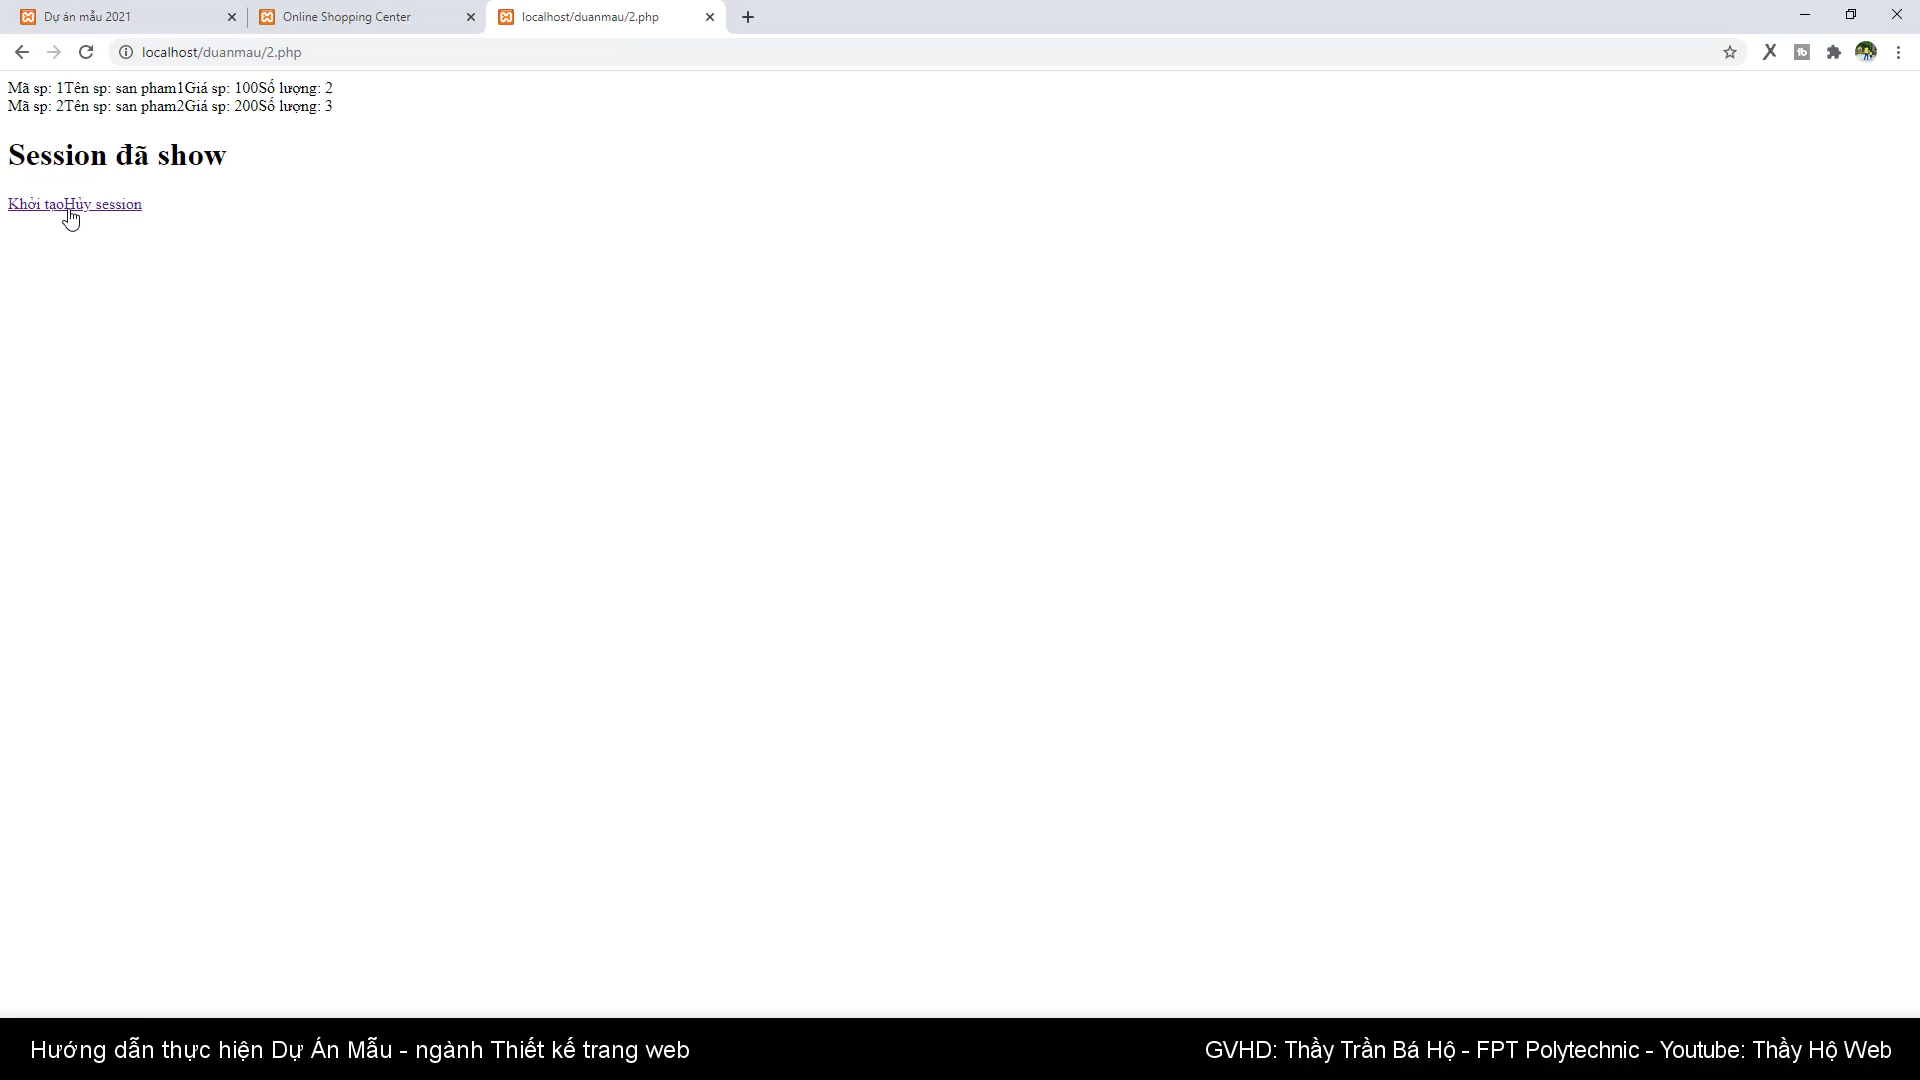 Dự án mẫu 2021
Online Shopping Center
localhost/duanmau/2.php
localhost/duanmau/2.php
Mã sp: 1Tên sp: san pham1Giá sp: 100Số lượng: 2
Mã sp: 2Tên sp: san pham2Giá sp: 200Số lượng: 3
Session đã show
Khởi tạoHủy session
Hướng dẫn thực hiện Dự Án Mẫu - ngành Thiết kế trang web
GVHD: Thầy Trần Bá Hộ - FPT Polytechnic - Youtube: Thầy Hộ Web